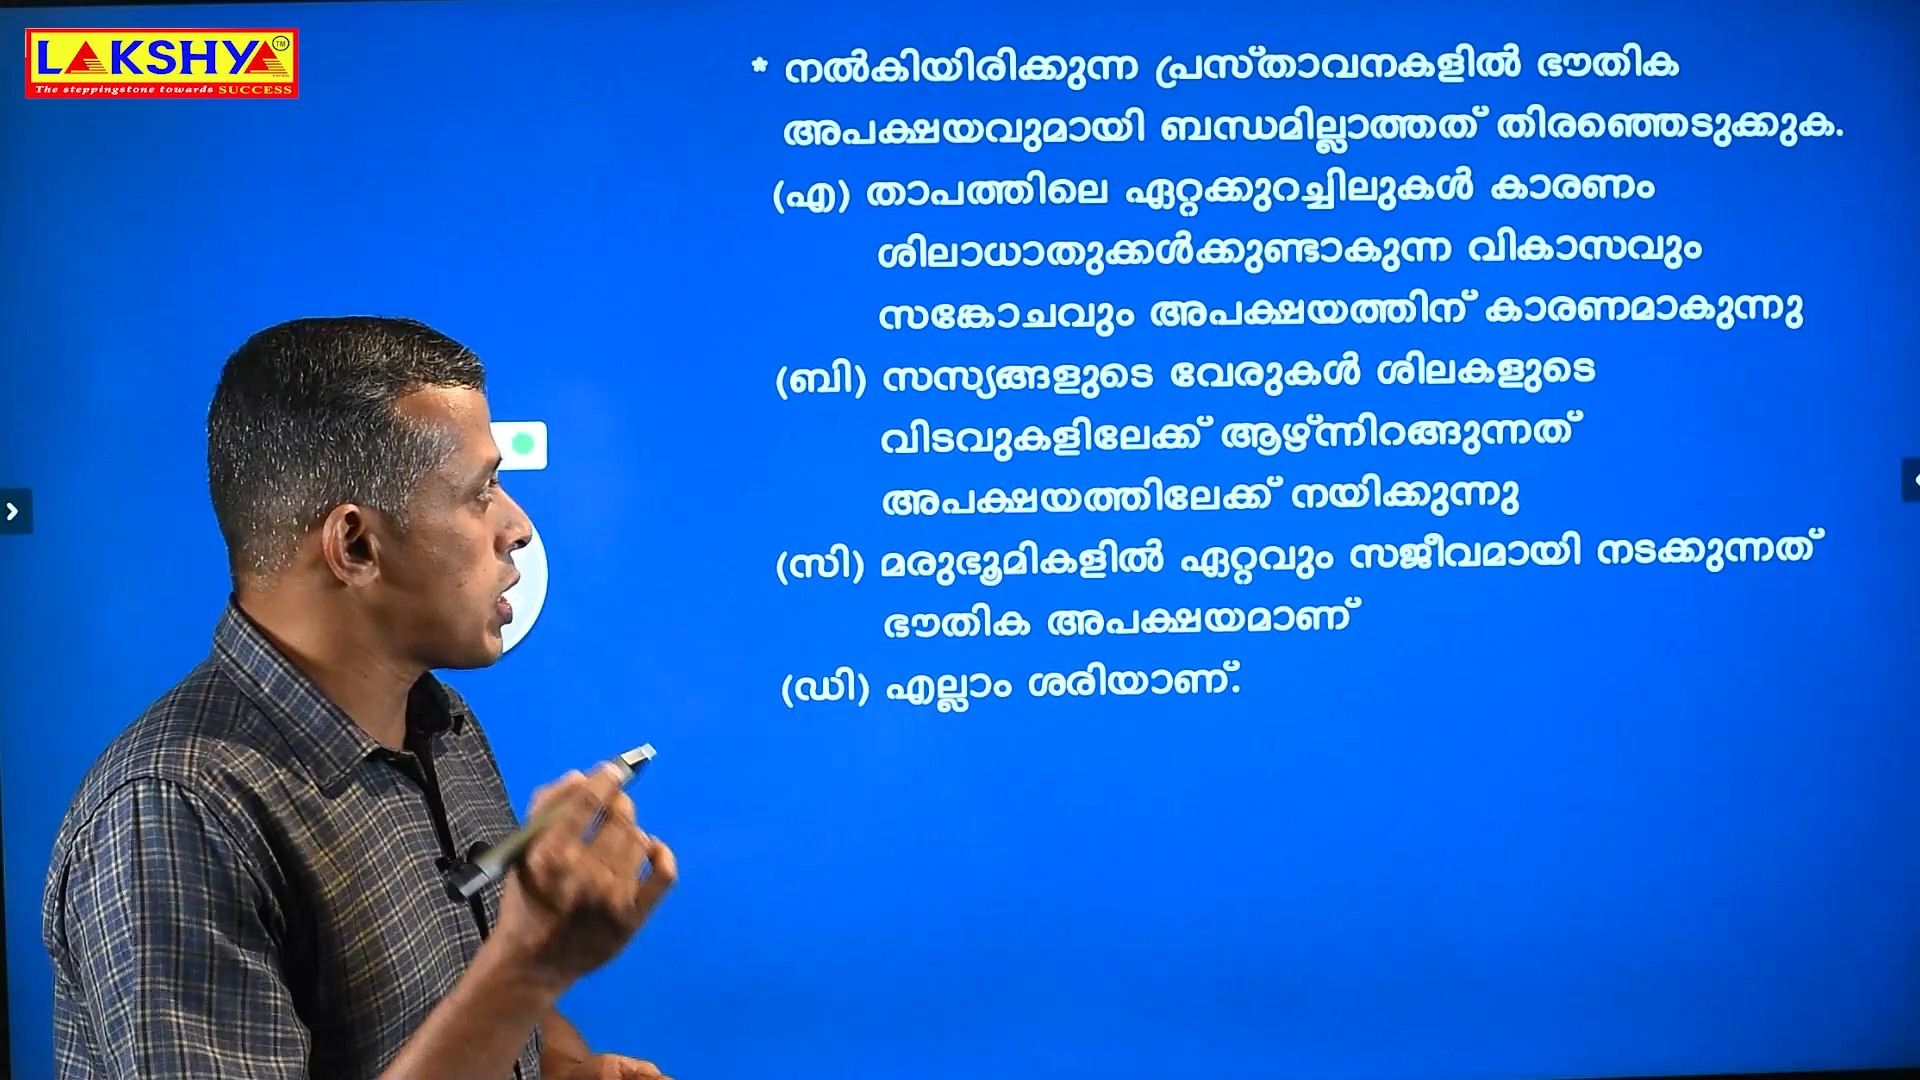 LAKSHYA TM
The steppingstone towards SUCCESS
* നൽകിയിരിക്കുന്ന പ്രസ്താവനകളിൽ ഭൗതിക
അപക്ഷയവുമായി ബന്ധമില്ലാത്തത് തിരഞ്ഞെടുക്കുക.
(എ) താപത്തിലെ ഏറ്റക്കുറച്ചിലുകൾ കാരണം
ശിലാധാതുക്കൾക്കുണ്ടാകുന്ന വികാസവും
സങ്കോചവും അപക്ഷയത്തിന് കാരണമാകുന്നു
(ബി) സസ്യങ്ങളുടെ വേരുകൾ ശിലകളുടെ
വിടവുകളിലേക്ക് ആഴ്ന്നിറങ്ങുന്നത്
അപക്ഷയത്തിലേക്ക് നയിക്കുന്നു
(സി) മരുഭൂമികളിൽ ഏറ്റവും സജീവമായി നടക്കുന്നത്
ഭൗതിക അപക്ഷയമാണ്
(ഡി) എല്ലാം ശരിയാണ്.